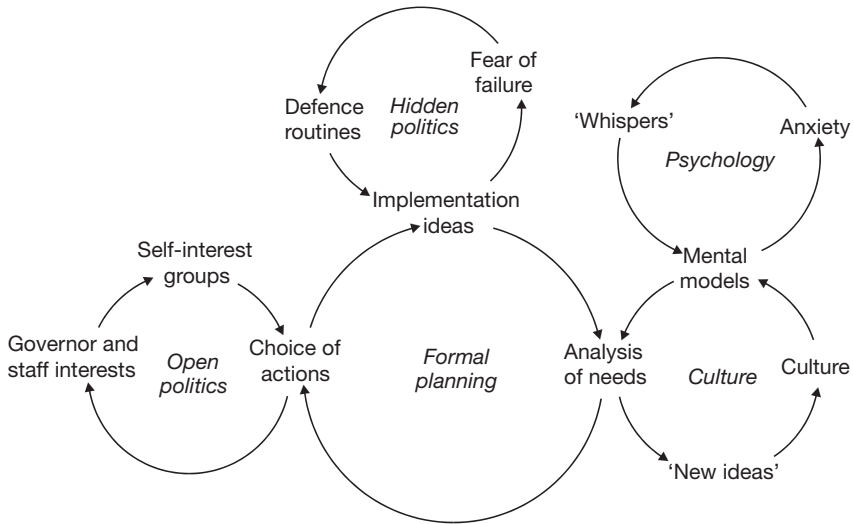 Fear of
failure
Defence
routines
Hidden
politics
Implementation
ideas
'Whispers'
Anxiety
Psychology
Mental
models
Self-interest
groups
Governor and
staff interests
Open
politics
Choice of
actions
Formal
planning
Analysis
of needs
Culture
Culture
'New ideas'